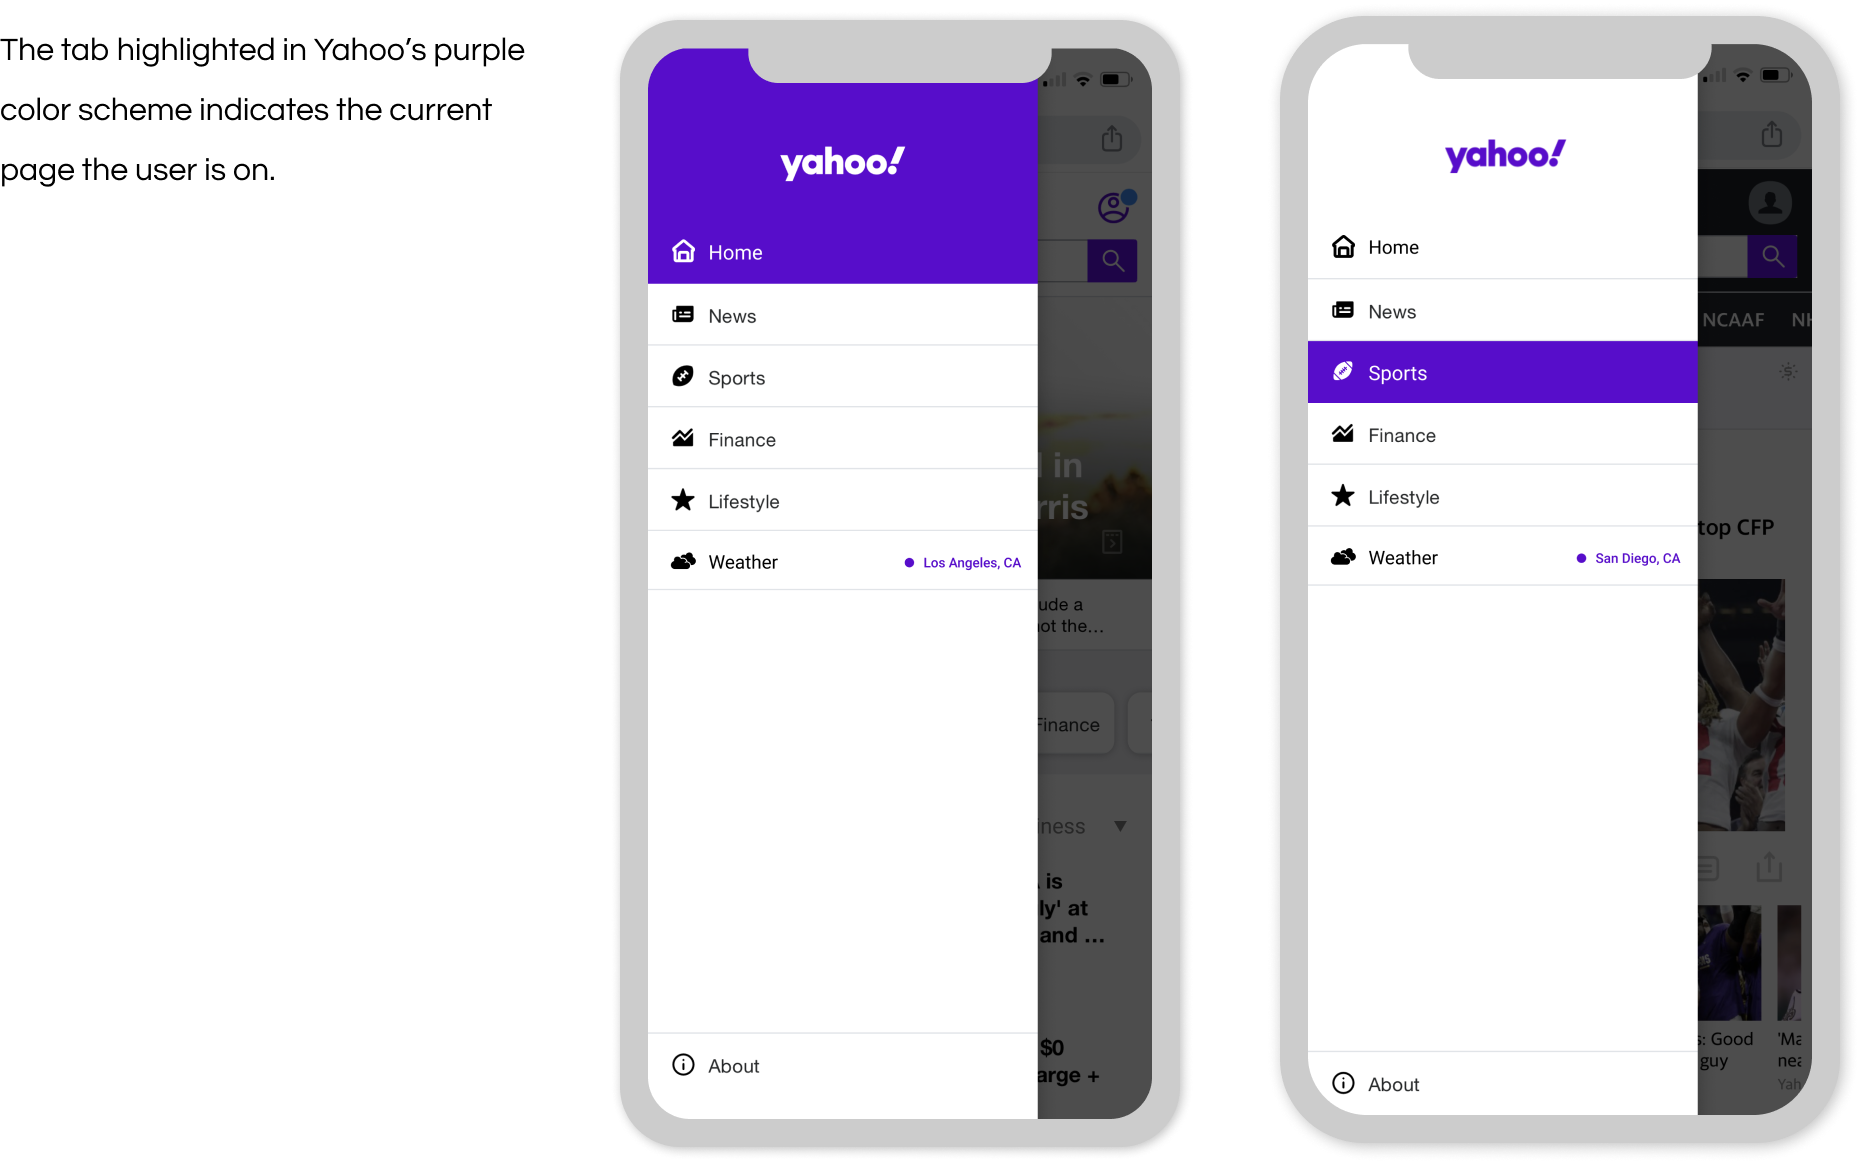 The tab highlighted in Yahoo’s purple
color scheme indicates the current
page the user is on.
yahoo!
Home
News
Sports
Finance
Lifestyle
Weather
Los Angeles, CA
About
in
rris
ude a
not the...
Finance
iness
is
ly' at
and ...
$0
arge +
yahoo!
Home
News
Sports
Finance
Lifestyle
Weather
San Diego, CA
About
NCAAF
top CFP
s: Good
guy
'Ma
nea
Yah